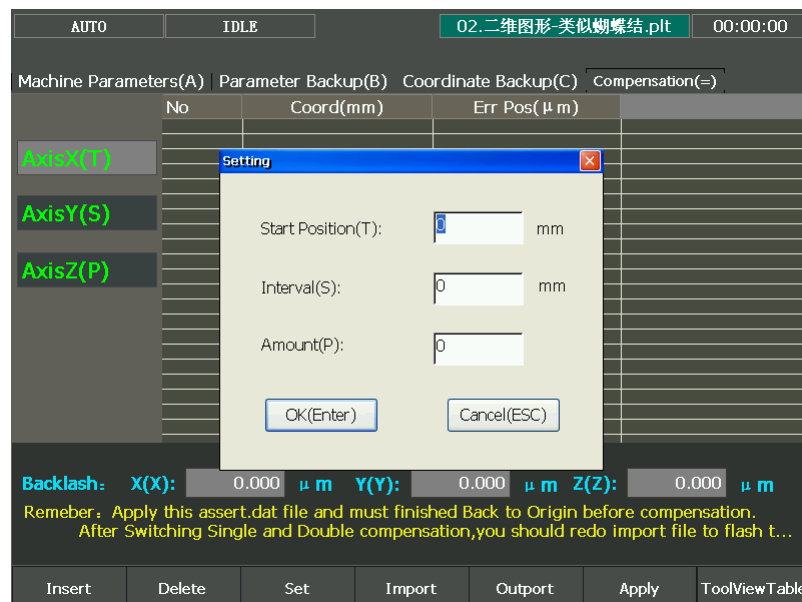 AUTO IDLE 02.二维图形-类似蝴蝶结.plt 00:00:00
Machine Parameters(A) Parameter Backup(B) Coordinate Backup(C) Compensation(=)
No Coord(mm) Err Pos(μm)
AxisX(T)
AxisY(S)
AxisZ(P)
Setting
Start Position(T): 0 mm
Interval(S): 0 mm
Amount(P): 0
OK(Enter) Cancel(ESC)
Backlash: X(X): 0.000 μm Y(Y): 0.000 μm Z(Z): 0.000 μm
Remeber: Apply this assert.dat file and must finished Back to Origin before compensation.
After Switching Single and Double compensation,you should redo import file to flash t...
Insert Delete Set Import Outport Apply ToolViewTable